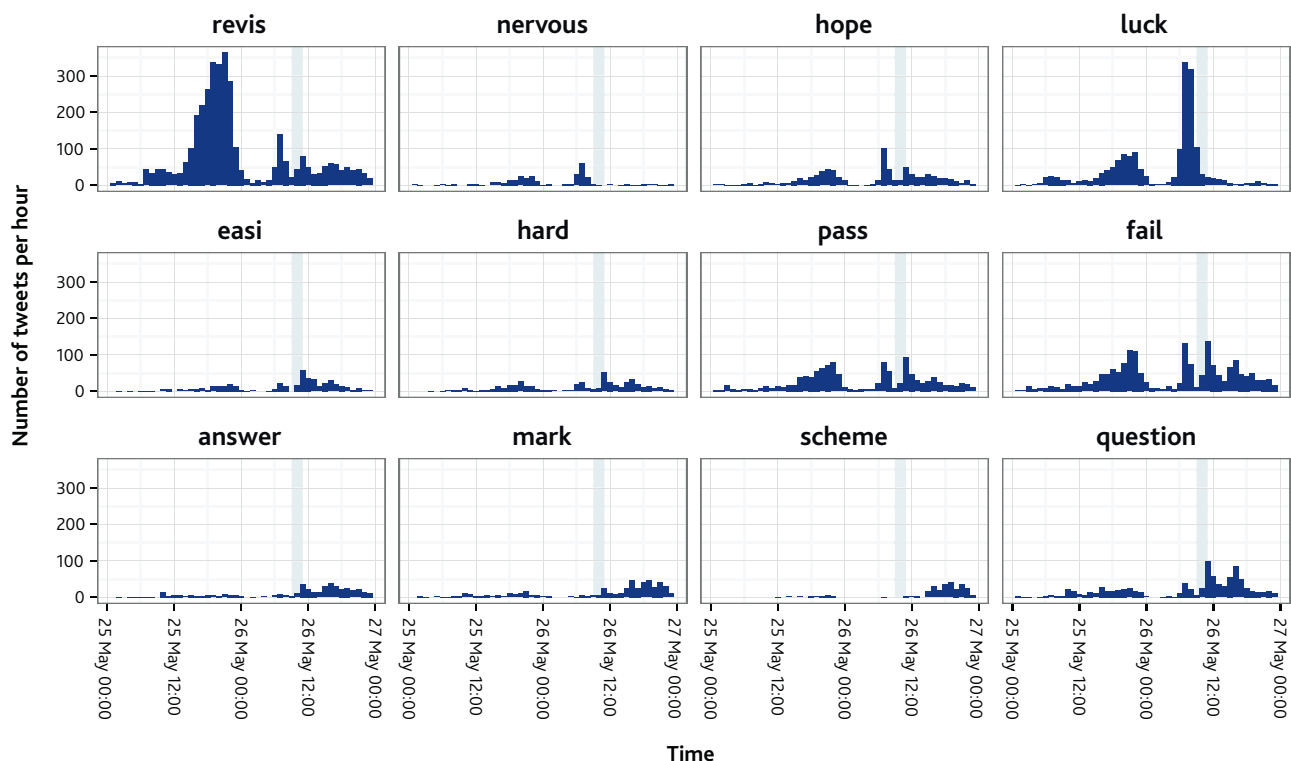 revis nervous hope luck
300
200
100
0
easi hard pass fail
300
200
100
0
answer mark scheme question
300
200
100
0
25 May 00:00 25 May 12:00 26 May 00:00 26 May 12:00 27 May 00:00 25 May 00:00 25 May 12:00 26 May 00:00 26 May 12:00 27 May 00:00 25 May 00:00 25 May 12:00 26 May 00:00 26 May 12:00 27 May 00:00 25 May 00:00 25 May 12:00 26 May 00:00 26 May 12:00 27 May 00:00
Number of tweets per hour
Time